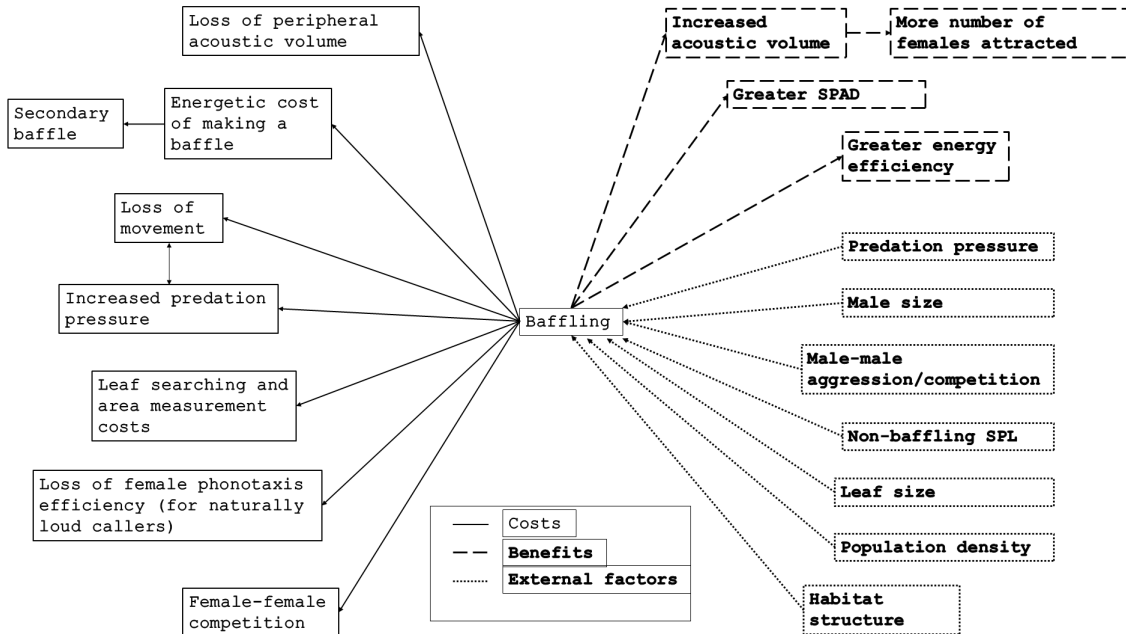 Loss of peripheral
acoustic volume
Energetic cost
of making a
baffle
Secondary
baffle
Loss of
movement
Increased predation
pressure
Leaf searching and
area measurement
costs
Loss of female phonotaxis
efficiency (for naturally
loud callers)
Female-female
competition
Baffling
Increased
acoustic volume
More number of
females attracted
Greater SPAD
Greater energy
efficiency
Predation pressure
Male size
Male-male
aggression/competition
Non-baffling SPL
Leaf size
Population density
Habitat
structure
Costs
Benefits
External factors